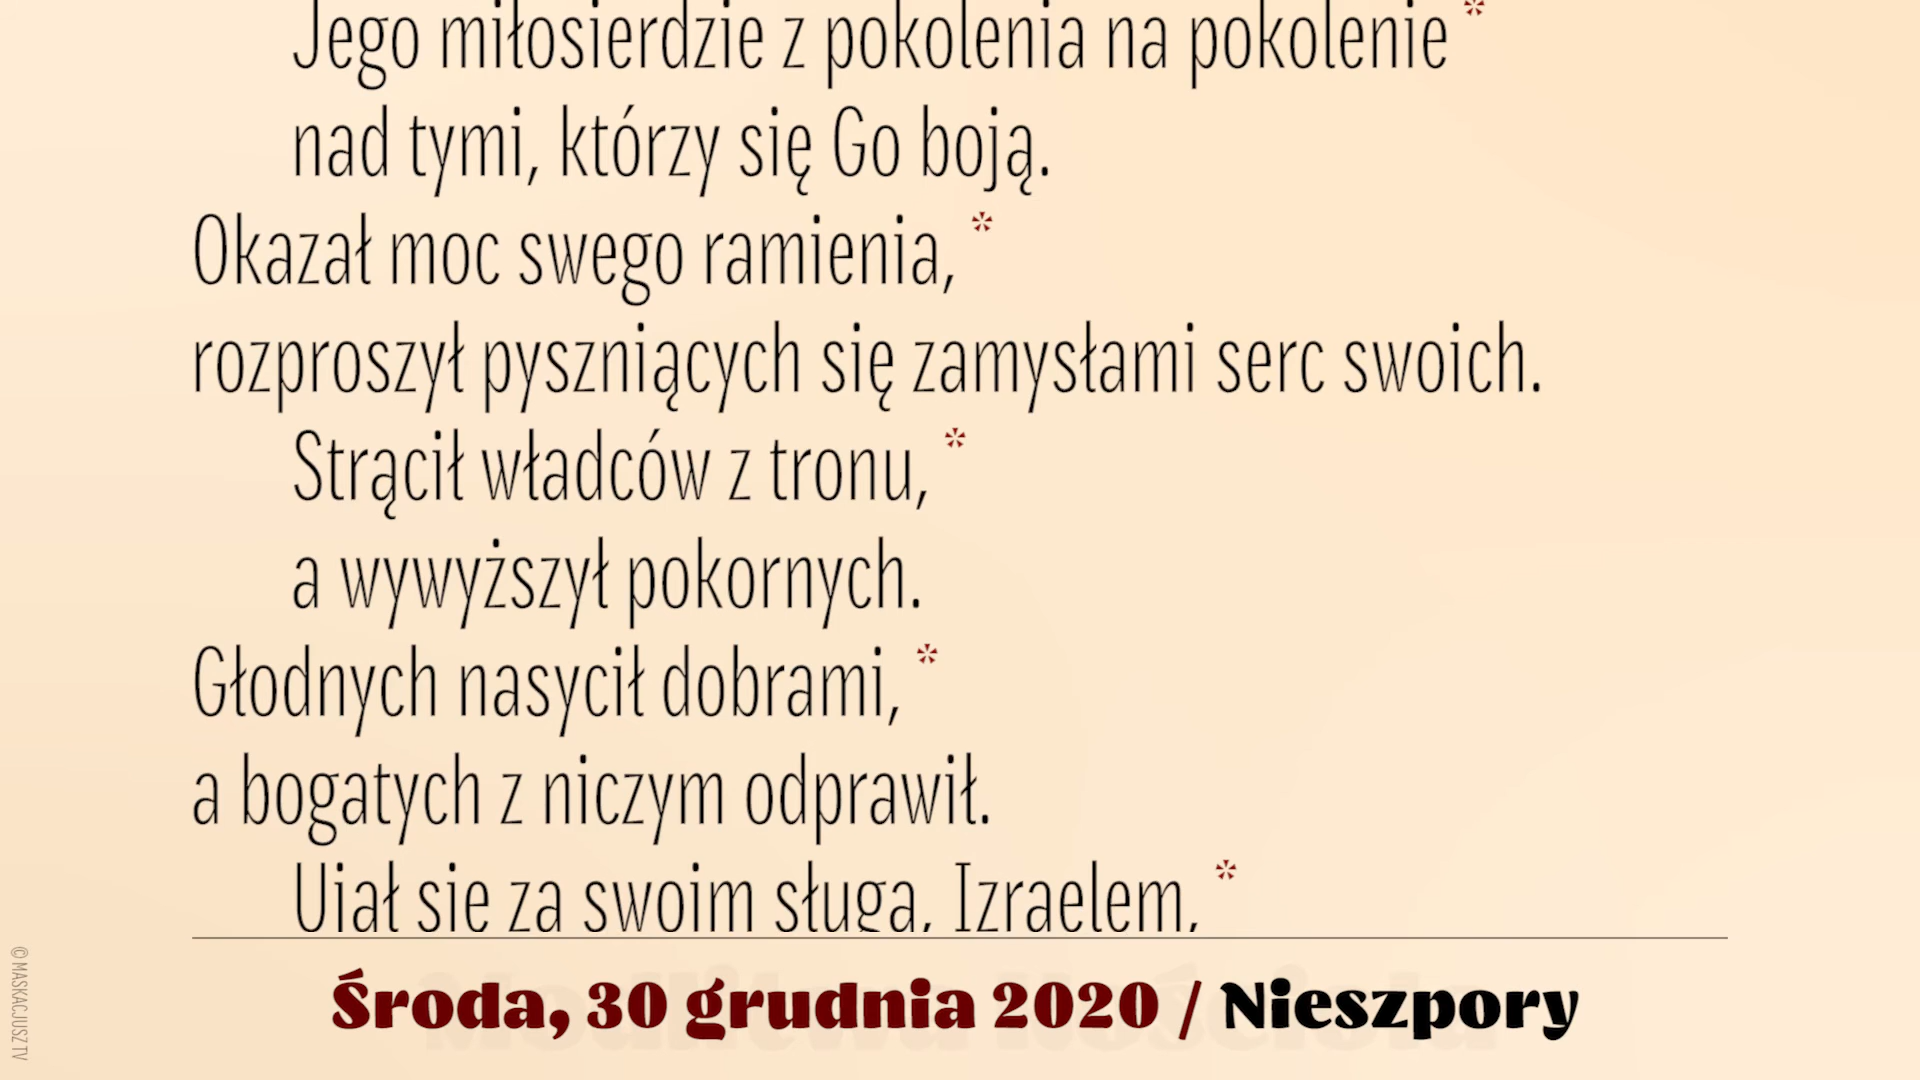 Jego miłosierdzie z pokolenia na pokolenie *
nad tymi, którzy się Go boją.
Okazał moc swego ramienia, *
rozproszył pyszniących się zamysłami serc swoich.
Strącił władców z tronu, *
a wywyższył pokornych.
Głodnych nasycił dobrami, *
a bogatych z niczym odprawił.
Ujął się za swoim sługą, Izraelem, *
Środa, 30 grudnia 2020 / Nieszpory
© MASKACJUSZ TV